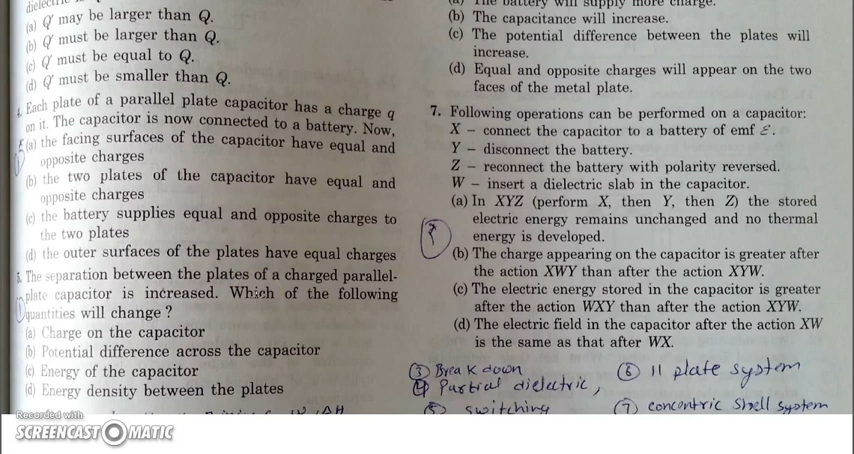 (a) Q' may be larger than Q.
(b) Q' must be larger than Q.
(c) Q' must be equal to Q.
(d) Q' must be smaller than Q.
4. Each plate of a parallel plate capacitor has a charge q
on it. The capacitor is now connected to a battery. Now,
(a) the facing surfaces of the capacitor have equal and
opposite charges
(b) the two plates of the capacitor have equal and
opposite charges
(c) the battery supplies equal and opposite charges to
the two plates
(d) the outer surfaces of the plates have equal charges
5. The separation between the plates of a charged parallel-
plate capacitor is increased. Which of the following
quantities will change ?
(a) Charge on the capacitor
(b) Potential difference across the capacitor
(c) Energy of the capacitor
(d) Energy density between the plates
(a) The battery will supply more charge.
(b) The capacitance will increase.
(c) The potential difference between the plates will
increase.
(d) Equal and opposite charges will appear on the two
faces of the metal plate.
7. Following operations can be performed on a capacitor:
X – connect the capacitor to a battery of emf ℰ.
Y – disconnect the battery.
Z – reconnect the battery with polarity reversed.
W – insert a dielectric slab in the capacitor.
(a) In XYZ (perform X, then Y, then Z) the stored
electric energy remains unchanged and no thermal
energy is developed.
(b) The charge appearing on the capacitor is greater after
the action XWY than after the action XYW.
(c) The electric energy stored in the capacitor is greater
after the action WXY than after the action XYW.
(d) The electric field in the capacitor after the action XW
is the same as that after WX.
③ Break down
④ Partial dielectric,
⑤ switching
⑥ || plate system
⑦ concentric shell system
Recorded with
SCREENCAST-O-MATIC